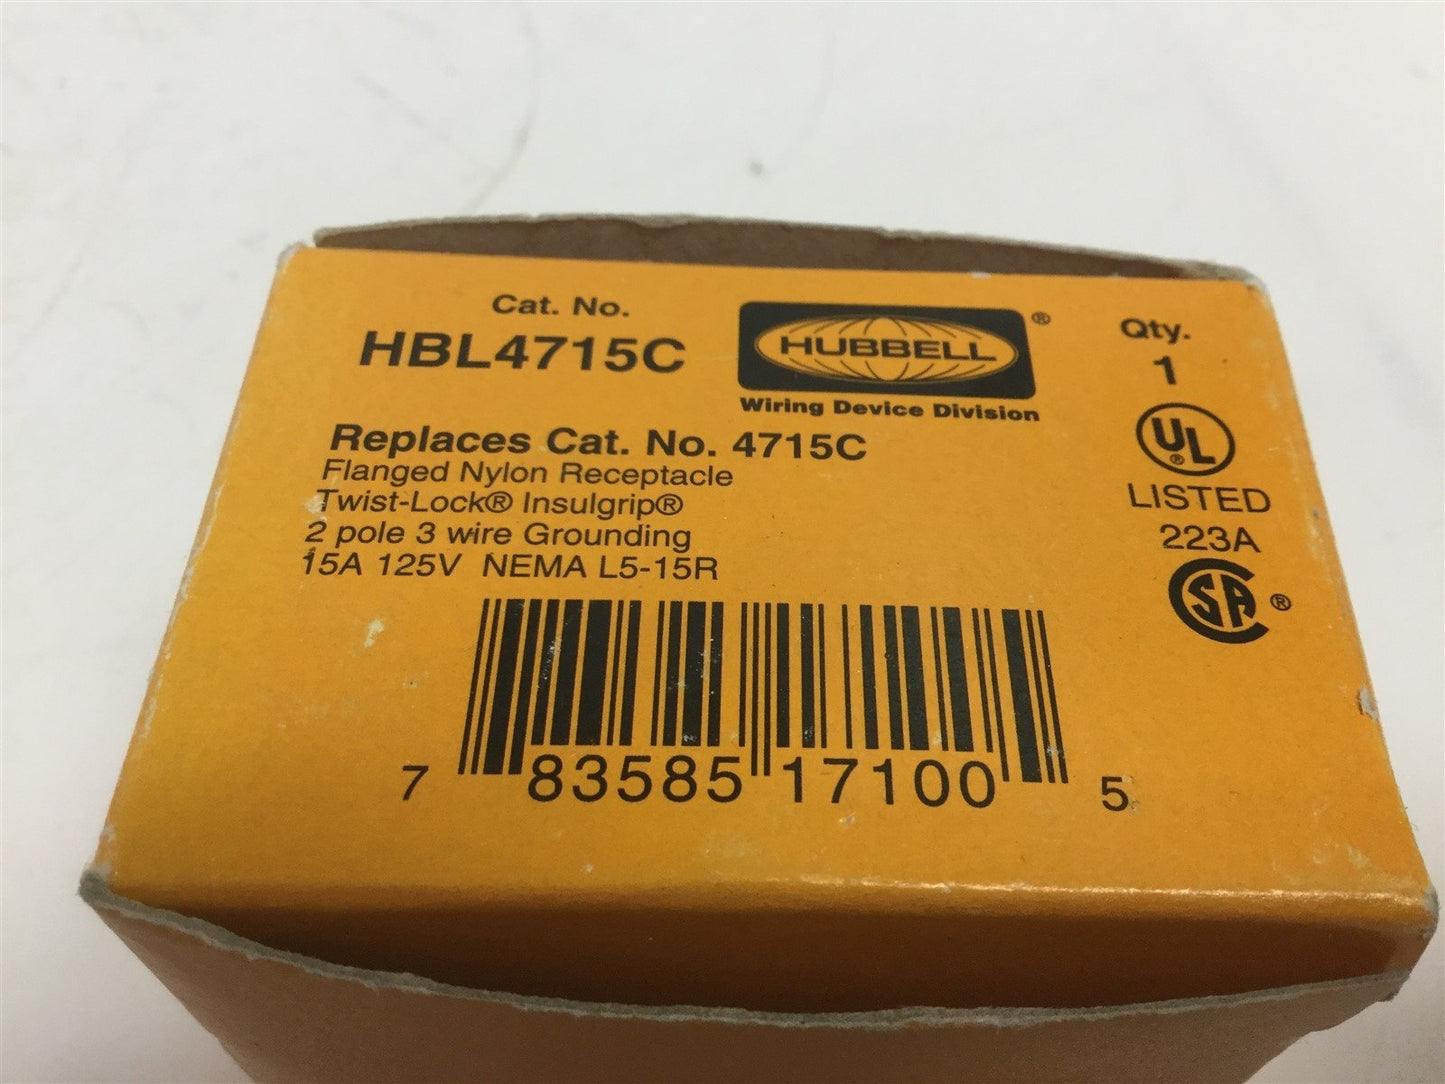 Cat. No.
HBL4715C
HUBBELL®
Wiring Device Division
Qty.
1
Replaces Cat. No. 4715C
Flanged Nylon Receptacle
Twist-Lock® Insulgrip®
2 pole 3 wire Grounding
15A 125V NEMA L5-15R
UL®
LISTED
223A
CSA®
7 83585 17100 5